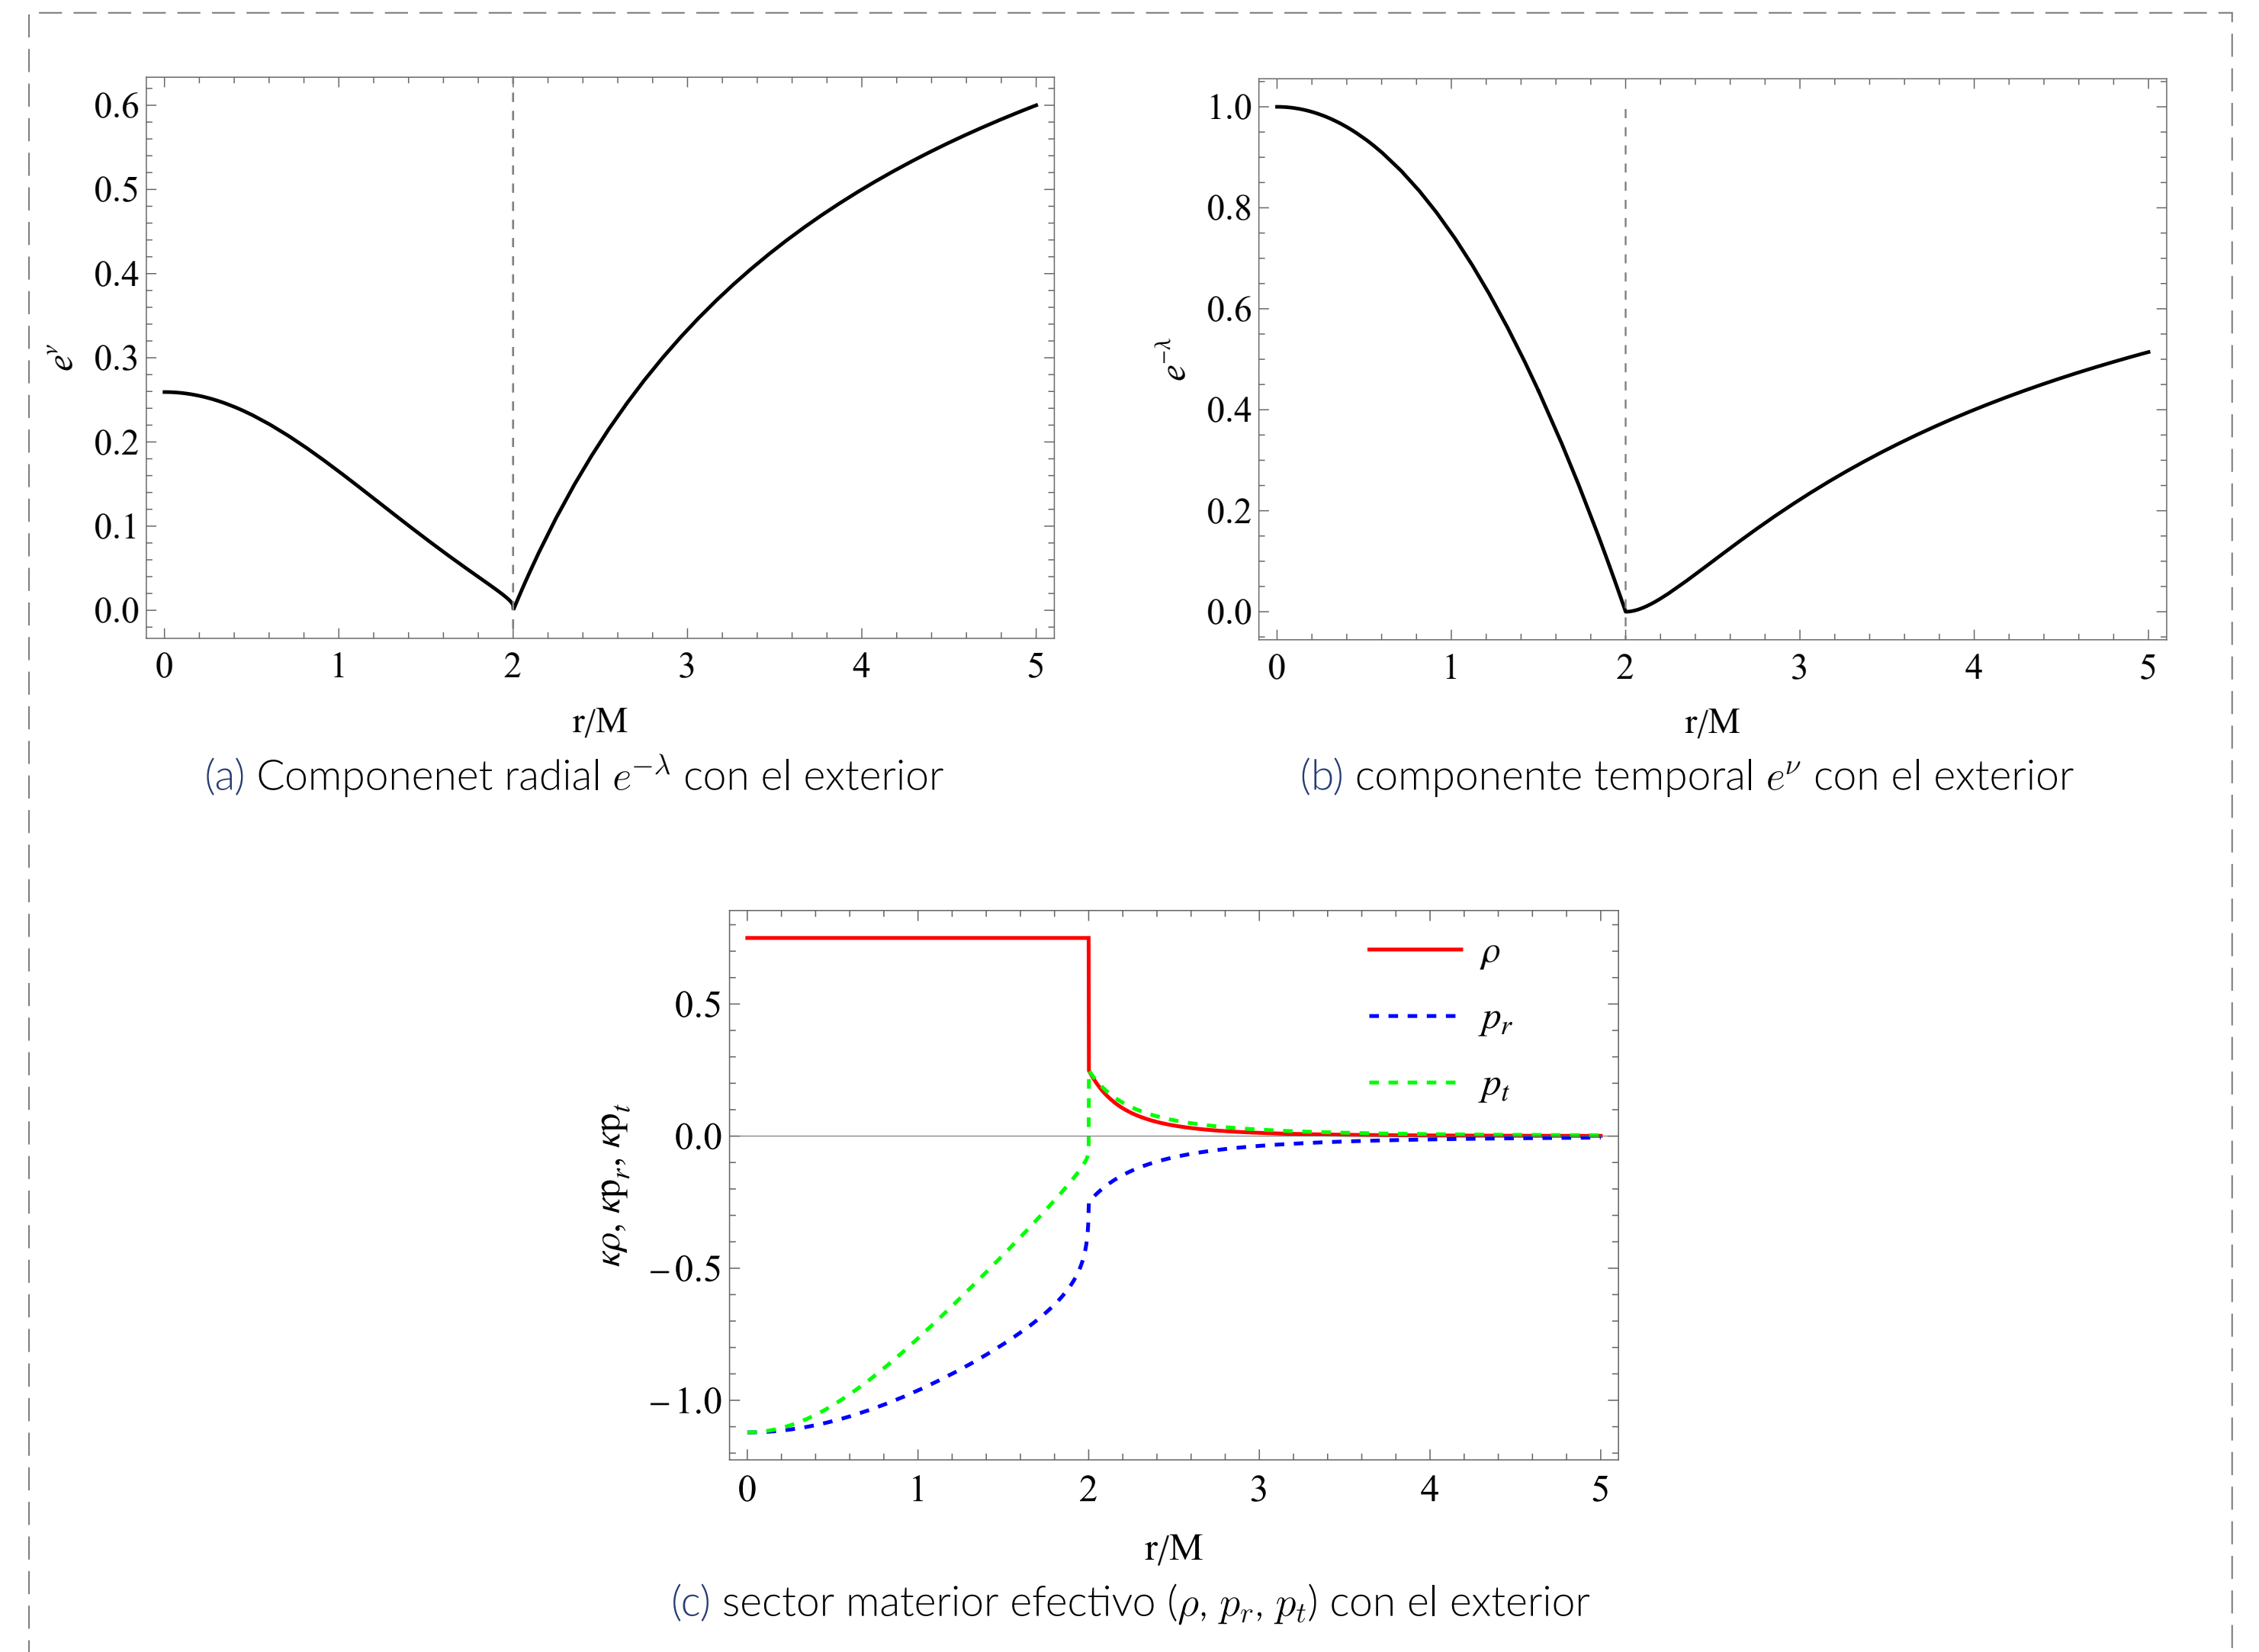 0.6
0.5
0.4
0.3
0.2
0.1
0.0
e^ν
0 1 2 3 4 5
r/M
(a) Componenet radial e^{−λ} con el exterior
1.0
0.8
0.6
0.4
0.2
0.0
e^{−λ}
0 1 2 3 4 5
r/M
(b) componente temporal e^ν con el exterior
ρ
p_r
p_t
0.5
0.0
−0.5
−1.0
κρ, κp_r, κp_t
0 1 2 3 4 5
r/M
(c) sector materior efectivo (ρ, p_r, p_t) con el exterior